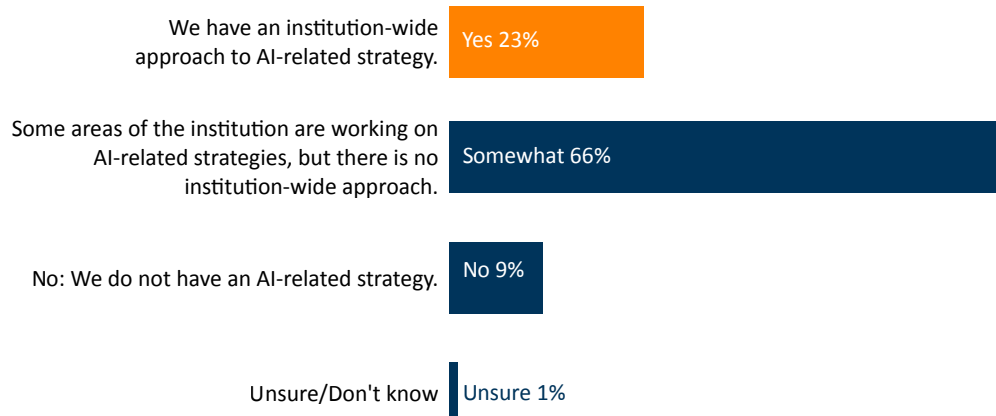 We have an institution-wide
approach to AI-related strategy.
Yes 23%
Some areas of the institution are working on
AI-related strategies, but there is no
institution-wide approach.
Somewhat 66%
No: We do not have an AI-related strategy.
No 9%
Unsure/Don't know
Unsure 1%